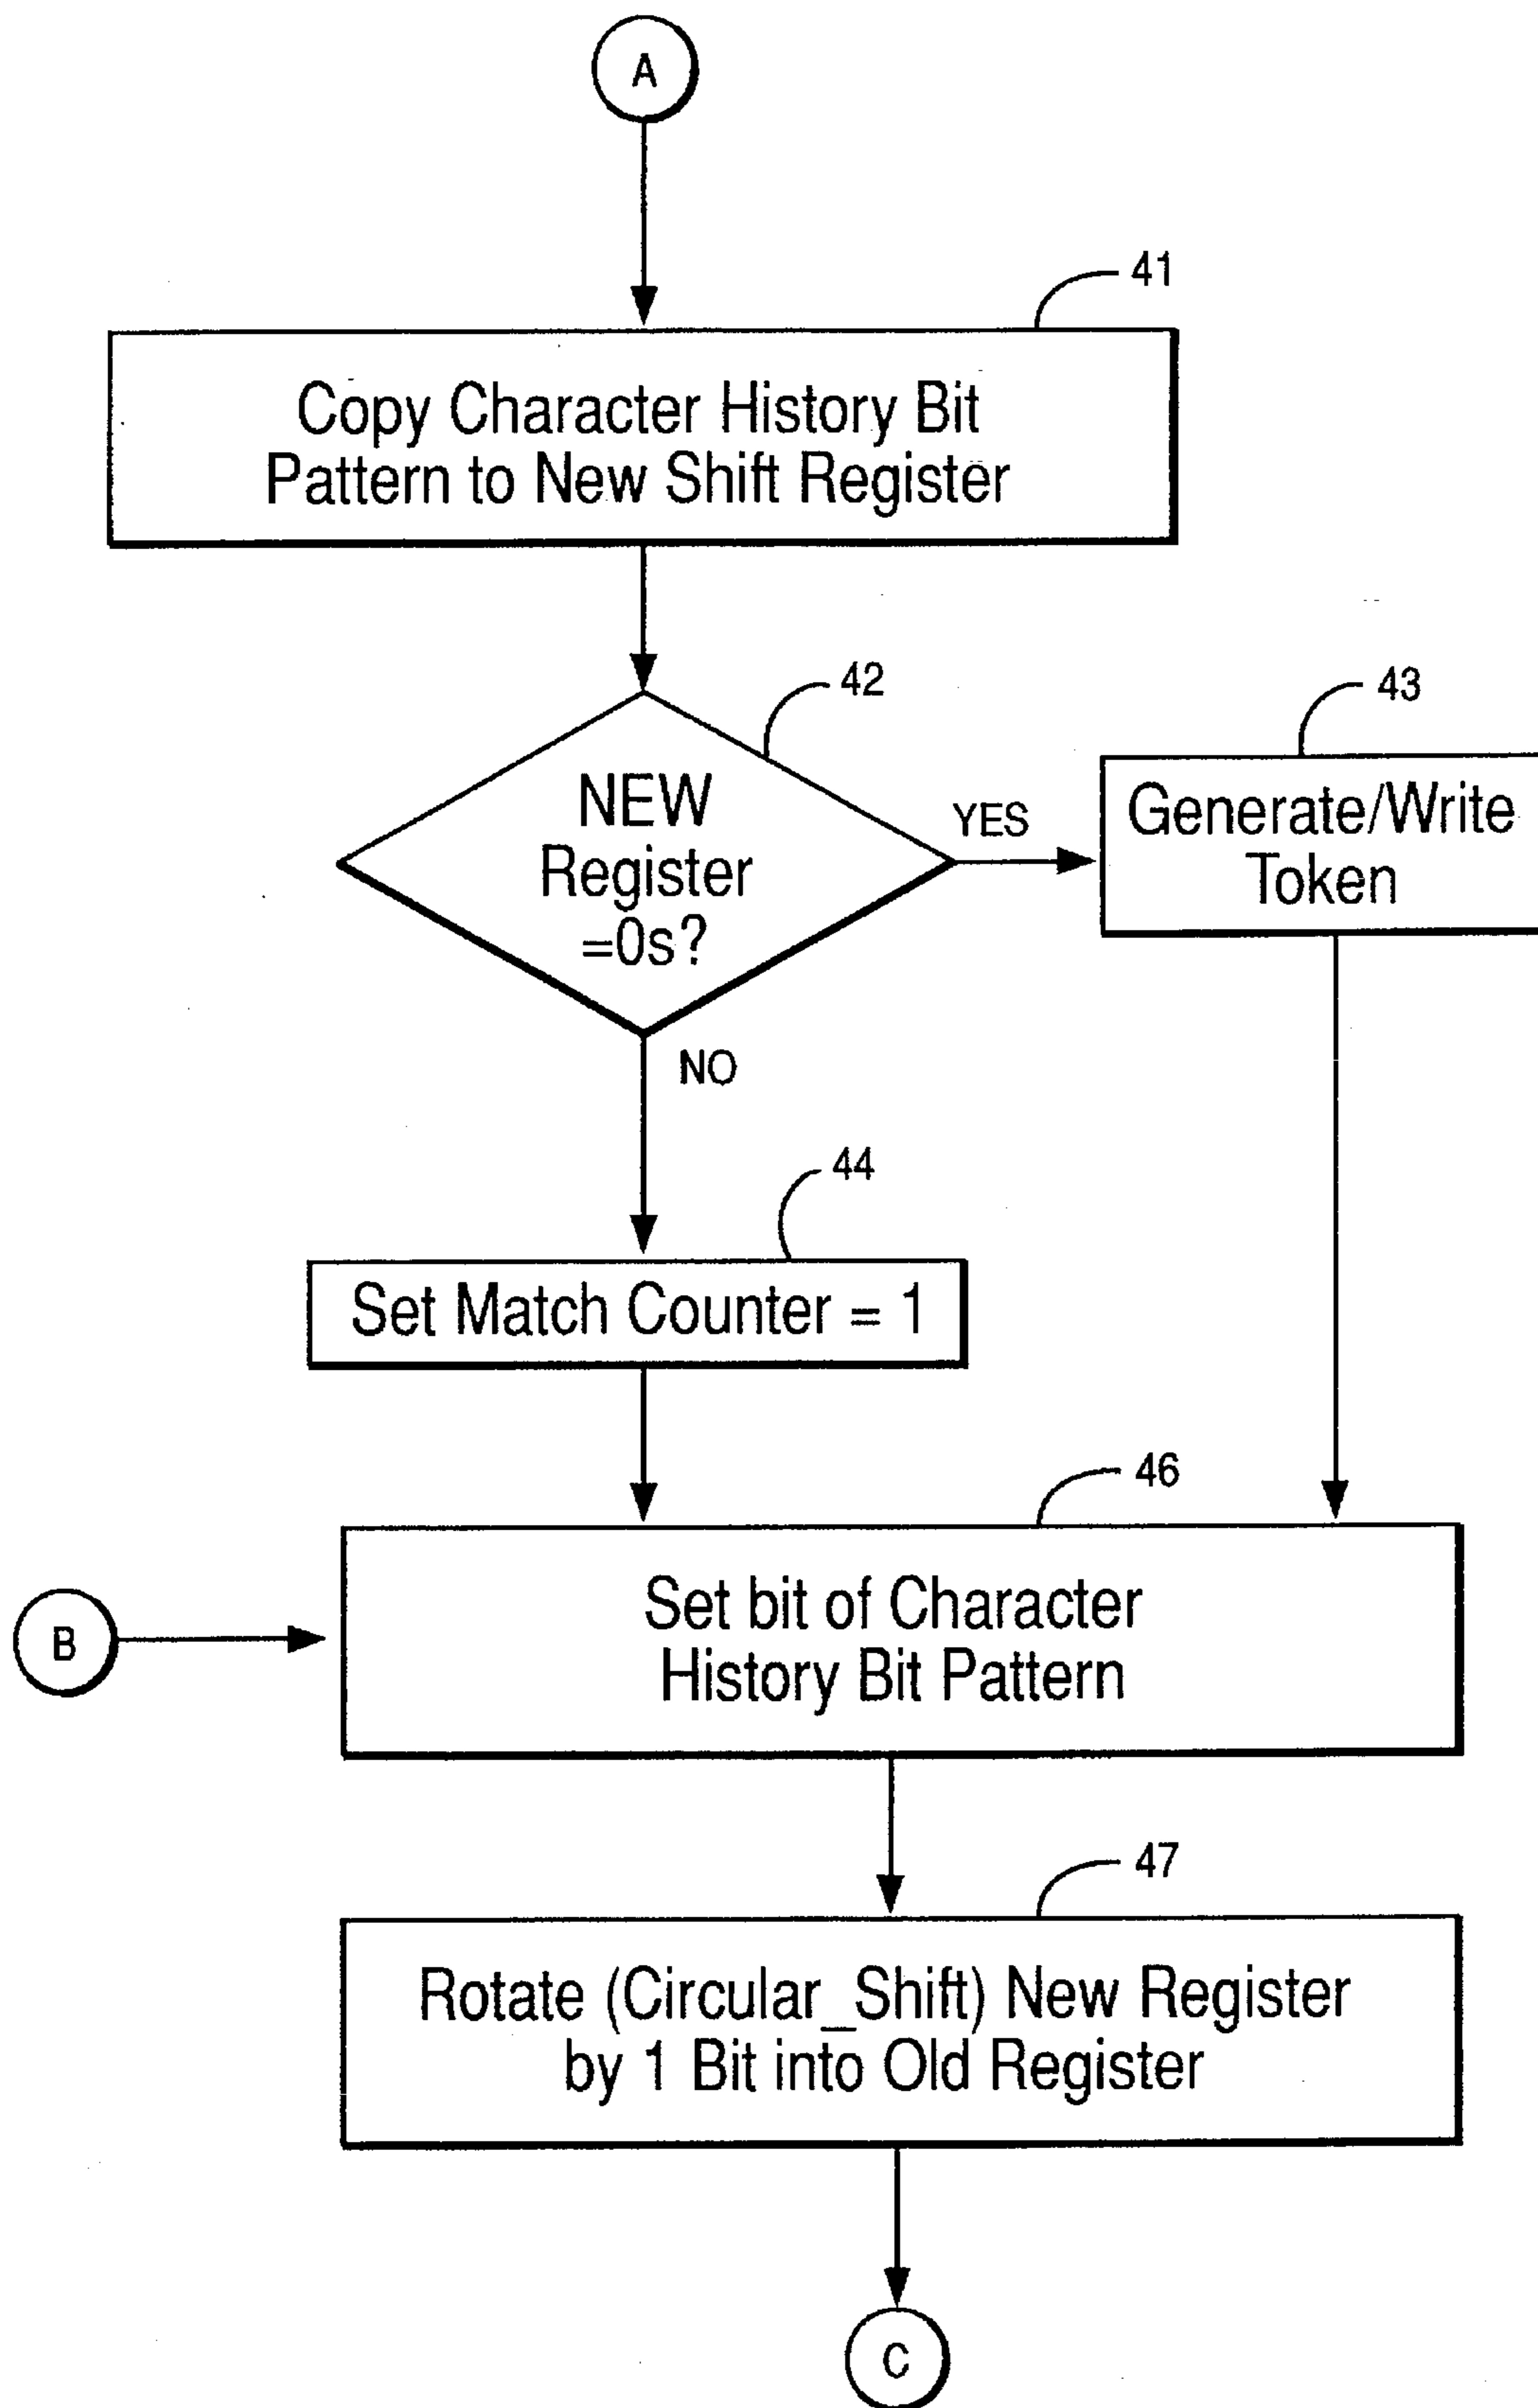 A
41
Copy Character History Bit
Pattern to New Shift Register
42
43
NEW
Register
=0s?
YES
Generate/Write
Token
NO
44
Set Match Counter = 1
46
Set bit of Character
History Bit Pattern
B
47
Rotate (Circular_Shift) New Register
by 1 Bit into Old Register
C